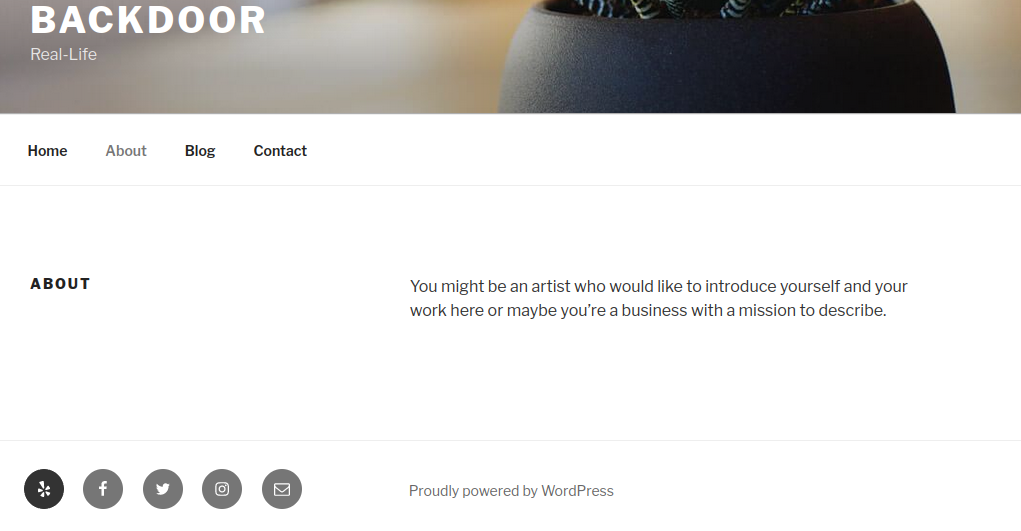 BACKDOOR
Real-Life
Home About Blog Contact
ABOUT
You might be an artist who would like to introduce yourself and your
work here or maybe you’re a business with a mission to describe.
Proudly powered by WordPress